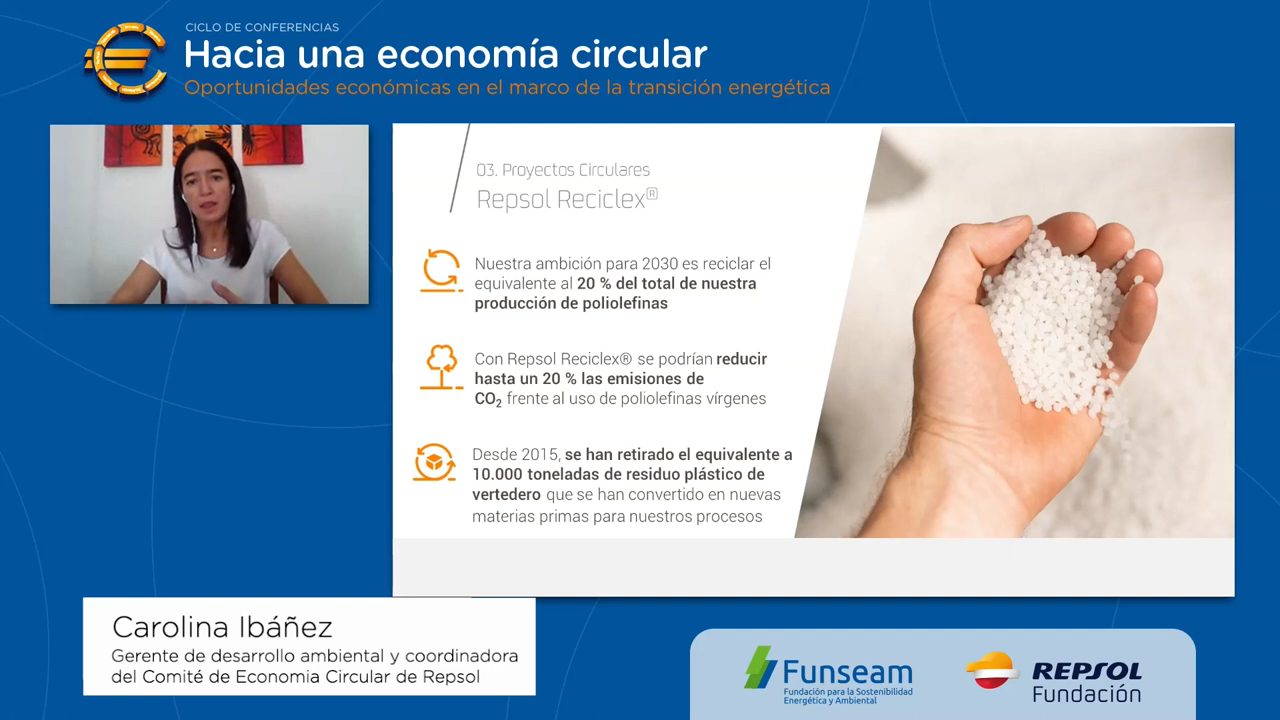 CICLO DE CONFERENCIAS
Hacia una economía circular
Oportunidades económicas en el marco de la transición energética
03. Proyectos Circulares
Repsol Reciclex®
Nuestra ambición para 2030 es reciclar el
equivalente al 20 % del total de nuestra
producción de poliolefinas
Con Repsol Reciclex® se podrían reducir
hasta un 20 % las emisiones de
CO₂ frente al uso de poliolefinas vírgenes
Desde 2015, se han retirado el equivalente a
10.000 toneladas de residuo plástico de
vertedero que se han convertido en nuevas
materias primas para nuestros procesos
Carolina Ibáñez
Gerente de desarrollo ambiental y coordinadora
del Comité de Economia Circular de Repsol
Funseam
Fundación para la Sostenibilidad
Energética y Ambiental
REPSOL
Fundación